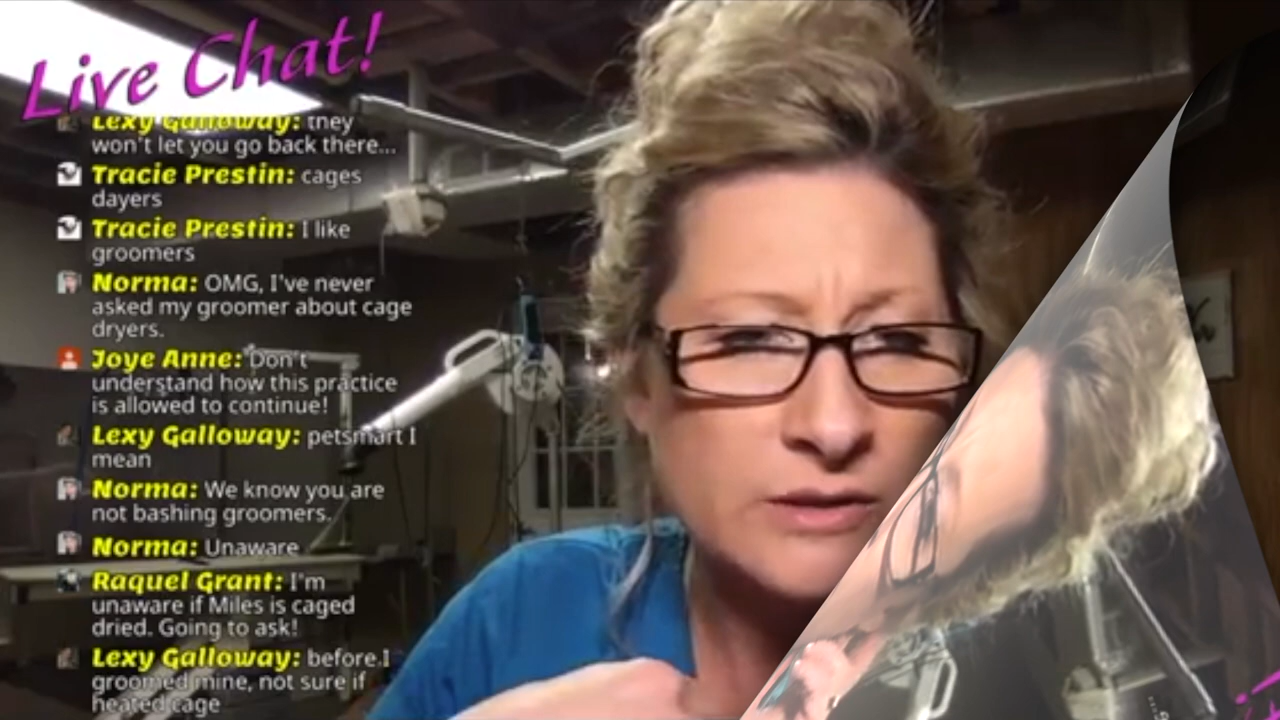 Live Chat!
Lexy Galloway: they
won't let you go back there...
Tracie Prestin: cages
dayers
Tracie Prestin: I like
groomers
Norma: OMG, I've never
asked my groomer about cage
dryers.
Joye Anne: Don't
understand how this practice
is allowed to continue!
Lexy Galloway: petsmart I
mean
Norma: We know you are
not bashing groomers.
Norma: Unaware
Raquel Grant: I'm
unaware if Miles is caged
dried. Going to ask!
Lexy Galloway: before I
groomed mine, not sure if
heated cage